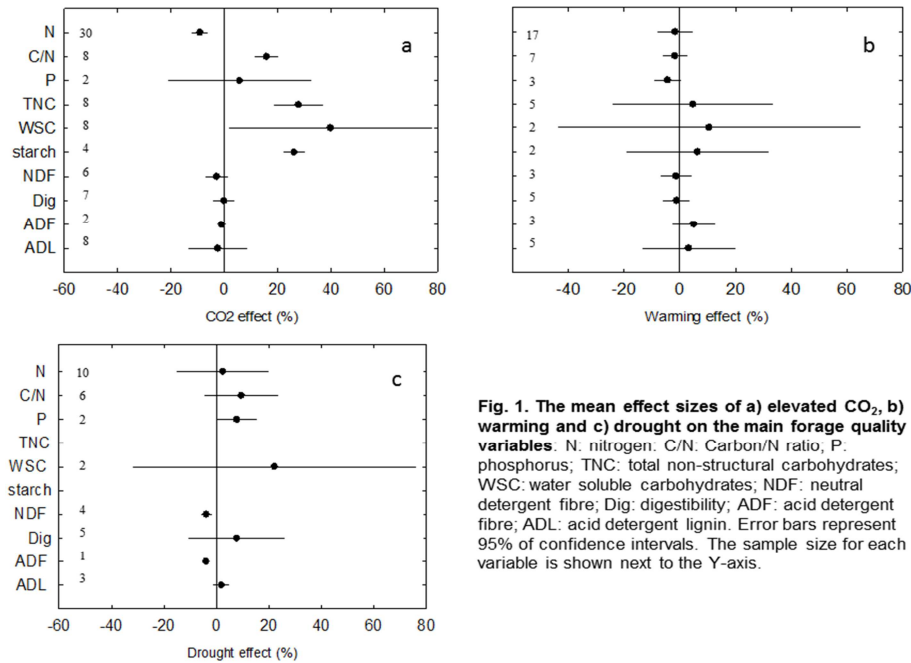 N 30
C/N 8
P 2
TNC 8
WSC 8
starch 4
NDF 6
Dig 7
ADF 2
ADL 8
a
-60 -40 -20 0 20 40 60 80
CO2 effect (%)
17
7
3
5
2
2
3
5
3
5
b
-40 -20 0 20 40 60 80
Warming effect (%)
N 10
C/N 6
P 2
TNC
WSC 2
starch
NDF 4
Dig 5
ADF 1
ADL 3
c
-60 -40 -20 0 20 40 60 80
Drought effect (%)
Fig. 1. The mean effect sizes of a) elevated CO₂, b)
warming and c) drought on the main forage quality
variables: N: nitrogen: C/N: Carbon/N ratio; P:
phosphorus; TNC: total non-structural carbohydrates;
WSC: water soluble carbohydrates; NDF: neutral
detergent fibre; Dig: digestibility; ADF: acid detergent
fibre; ADL: acid detergent lignin. Error bars represent
95% of confidence intervals. The sample size for each
variable is shown next to the Y-axis.